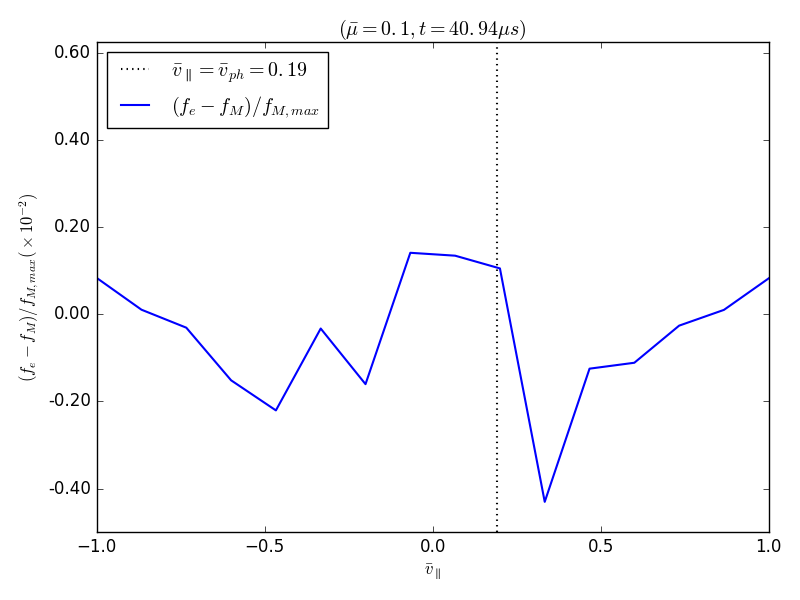 (μ̄ = 0.1, t = 40.94μs)
v̄∥ = v̄ph = 0.19
(fe − fM)/fM,max
0.60
0.40
0.20
0.00
-0.20
-0.40
(fe − fM)/fM,max(×10−2)
−1.0 −0.5 0.0 0.5 1.0
v̄∥